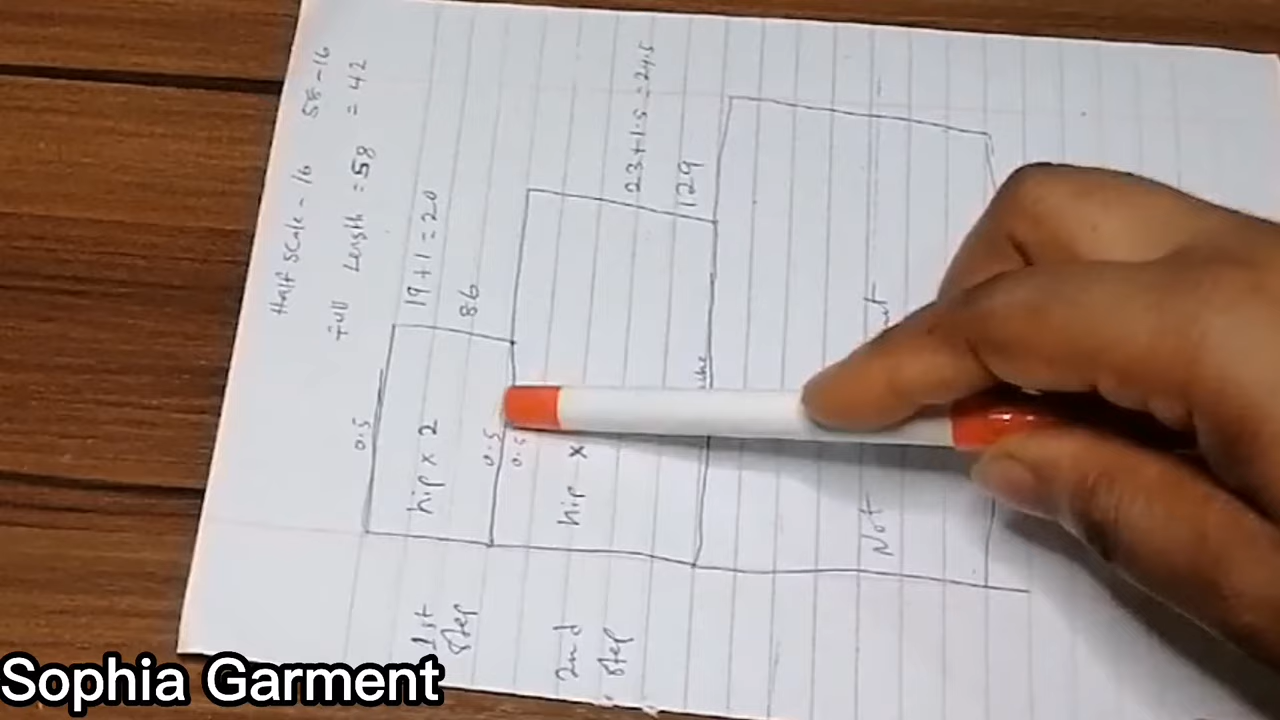 Half scale - 16 58-16
Full Length = 58 = 42
0.5
19+1=20
86
hip x 2
0.5
1st
step
0.5
hip x
23+1.5 = 24.5
129
2nd
step
Not
Sophia Garment